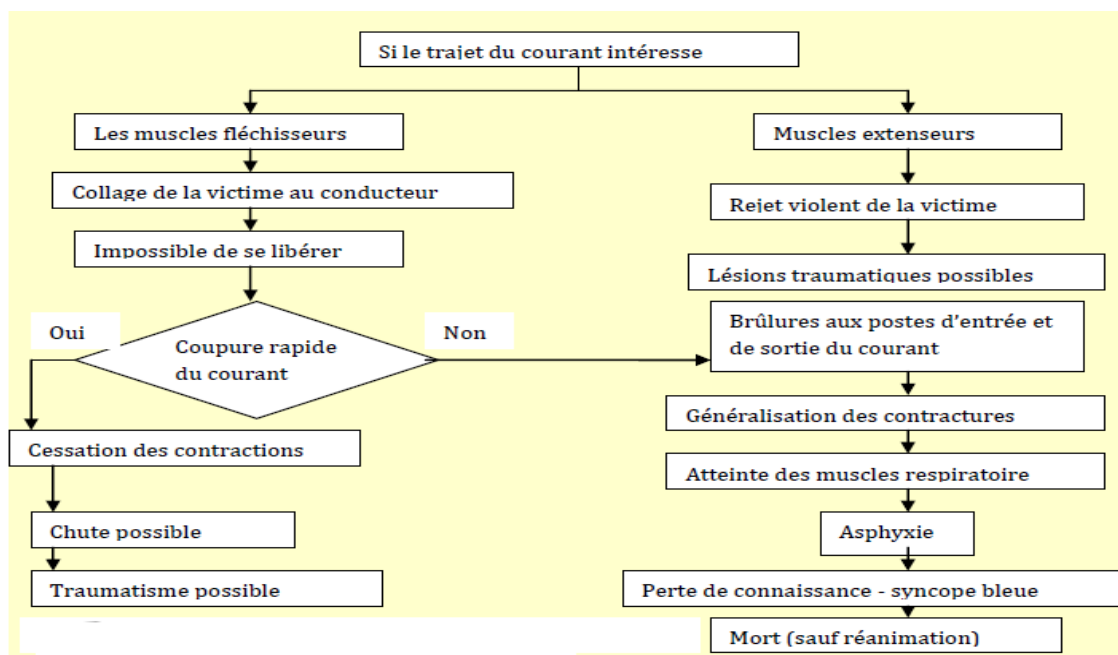 Si le trajet du courant intéresse
Les muscles fléchisseurs
Muscles extenseurs
Collage de la victime au conducteur
Rejet violent de la victime
Impossible de se libérer
Lésions traumatiques possibles
Oui
Non
Coupure rapide
du courant
Brûlures aux postes d'entrée et
de sortie du courant
Cessation des contractions
Généralisation des contractures
Atteinte des muscles respiratoire
Chute possible
Asphyxie
Traumatisme possible
Perte de connaissance - syncope bleue
Mort (sauf réanimation)